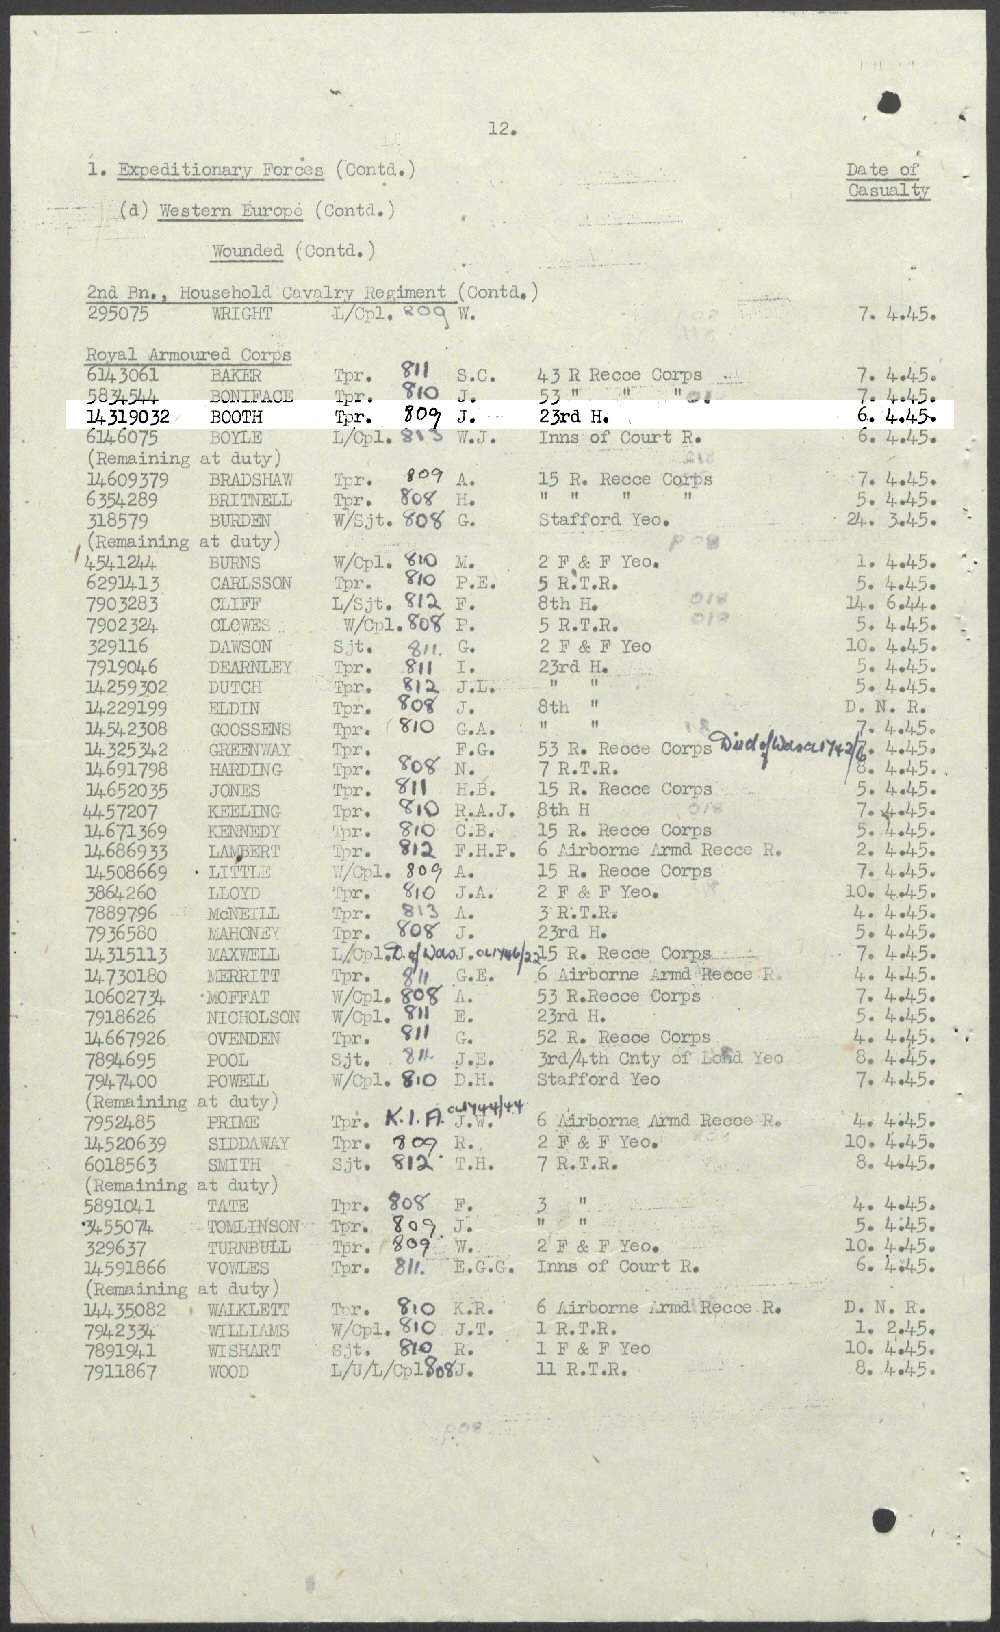 12.
1. Expeditionary Forces (Contd.) Date of
Casualty
(d) Western Europe (Contd.)
Wounded (Contd.)
2nd Bn., Household Cavalry Regiment (Contd.)
295075 WRIGHT L/Cpl. 809 W. 7. 4.45.
Royal Armoured Corps
6143061 BAKER Tpr. 811 S.C. 43 R Recce Corps 7. 4.45.
5834544 BONIFACE Tpr. 810 J. 53 " " " 7. 4.45.
14319032 BOOTH Tpr. 809 J. 23rd H. 6. 4.45.
6146075 BOYLE L/Cpl. 813 W.J. Inns of Court R. 6. 4.45.
(Remaining at duty)
14609379 BRADSHAW Tpr. 809 A. 15 R. Recce Corps 7. 4.45.
6354289 BRITNELL Tpr. 808 H. " " " " 5. 4.45.
318579 BURDEN W/Sjt. 808 G. Stafford Yeo. 24. 3.45.
(Remaining at duty)
4541244 BURNS W/Cpl. 810 M. 2 F & F Yeo. 1. 4.45.
6291413 CARLSSON Tpr. 810 P.E. 5 R.T.R. 5. 4.45.
7903283 CLIFF L/Sjt. 812 F. 8th H. 14. 6.44.
7902324 CLOWES W/Cpl. 808 P. 5 R.T.R. 5. 4.45.
329116 DAWSON Sjt. 811. G. 2 F & F Yeo 10. 4.45.
7919046 DEARNLEY Tpr. 811 I. 23rd H. 5. 4.45.
14259302 DUTCH Tpr. 812 J.L. " " 5. 4.45.
14229199 ELDIN Tpr. 808 J. 8th " D. N. R.
14542308 GOOSSENS Tpr. 810 G.A. " " 7. 4.45.
14325342 GREENWAY Tpr. F.G. 53 R. Recce Corps Died of Wds 1742/6 7. 4.45.
14691798 HARDING Tpr. 808 N. 7 R.T.R. 8. 4.45.
14652035 JONES Tpr. 811 H.B. 15 R. Recce Corps 5. 4.45.
4457207 KEELING Tpr. 810 R.A.J. 8th H 7. 4.45.
14671369 KENNEDY Tpr. 810 C.B. 15 R. Recce Corps 5. 4.45.
14686933 LAMBERT Tpr. 812 F.H.P. 6 Airborne Armd Recce R. 2. 4.45.
14508669 LITTLE W/Cpl. 809 A. 15 R. Recce Corps 7. 4.45.
3864260 LLOYD Tpr. 810 J.A. 2 F & F Yeo. 10. 4.45.
7889796 McNEILL Tpr. 813 A. 3 R.T.R. 4. 4.45.
7936580 MAHONEY Tpr. 808 J. 23rd H. 5. 4.45.
14315113 MAXWELL L/Cpl. D. of Wds J. 1746/22 15 R. Recce Corps 7. 4.45.
14730180 MERRITT Tpr. 811 G.E. 6 Airborne Armd Recce R. 4. 4.45.
10602734 MOFFAT W/Cpl. 808 A. 53 R.Recce Corps 7. 4.45.
7918626 NICHOLSON W/Cpl. 811 E. 23rd H. 5. 4.45.
14667926 OVENDEN Tpr. 811 G. 52 R. Recce Corps 4. 4.45.
7894695 POOL Sjt. 811. J.E. 3rd/4th Cnty of Lond Yeo 8. 4.45.
7947400 POWELL W/Cpl. 810 D.H. Stafford Yeo 7. 4.45.
(Remaining at duty)
7952485 PRIME Tpr. K.I.A. 1744/44 J.W. 6 Airborne Armd Recce R. 4. 4.45.
14520639 SIDDAWAY Tpr. 809. R. 2 F & F Yeo. 10. 4.45.
6018563 SMITH Sjt. 812 T.H. 7 R.T.R. 8. 4.45.
(Remaining at duty)
5891041 TATE Tpr. 808 F. 3 " 4. 4.45.
3455074 TOMLINSON Tpr. 809. J. " " 5. 4.45.
329637 TURNBULL Tpr. 809 W. 2 F & F Yeo. 10. 4.45.
14591866 VOWLES Tpr. 811. E.G.G. Inns of Court R. 6. 4.45.
(Remaining at duty)
14435082 WALKLETT Tpr. 810 K.R. 6 Airborne Armd Recce R. D. N. R.
7942334 WILLIAMS W/Cpl. 810 J.T. 1 R.T.R. 1. 2.45.
7891941 WISHART Sjt. 810 R. 1 F & F Yeo 10. 4.45.
7911867 WOOD L/U/L/Cpl 808 J. 11 R.T.R. 8. 4.45.